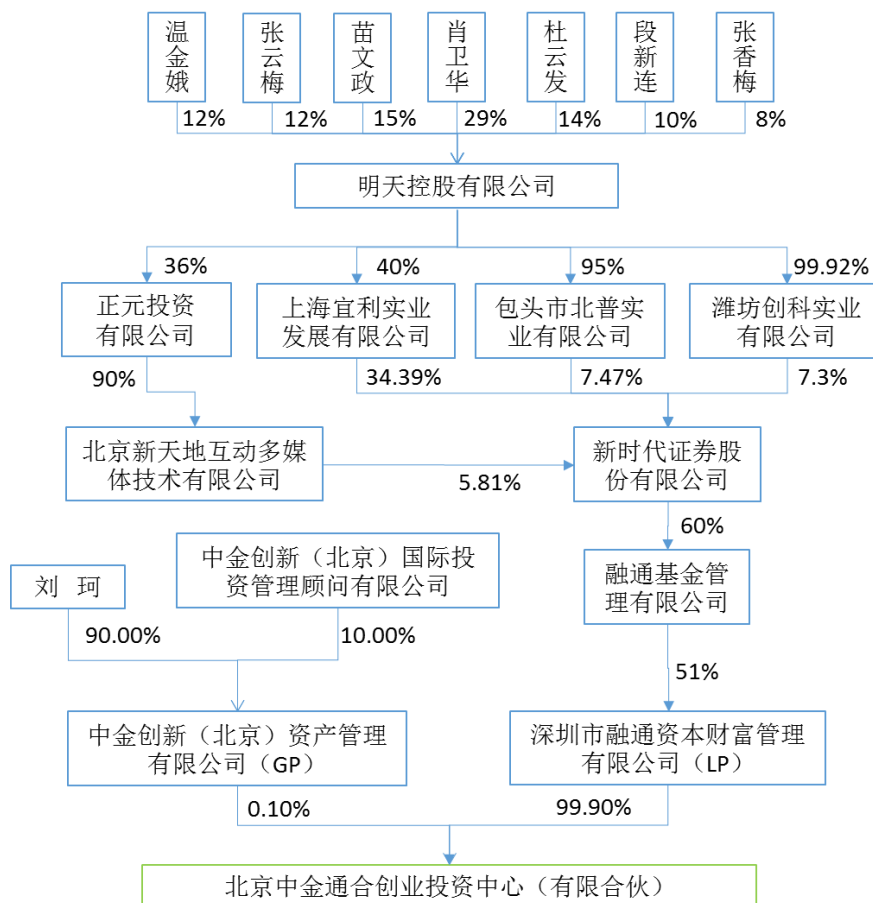 温金娥
张云梅
苗文政
肖卫华
杜云发
段新连
张香梅
12%
12%
15%
29%
14%
10%
8%
明天控股有限公司
36%
40%
95%
99.92%
正元投资
有限公司
上海宜利实业
发展有限公司
包头市北普实
业有限公司
潍坊创科实业
有限公司
90%
34.39%
7.47%
7.3%
北京新天地互动多媒
体技术有限公司
5.81%
新时代证券股
份有限公司
60%
刘 珂
中金创新（北京）国际投
资管理顾问有限公司
融通基金管
理有限公司
90.00%
10.00%
51%
中金创新（北京）资产管理
有限公司（GP）
深圳市融通资本财富管理
有限公司（LP）
0.10%
99.90%
北京中金通合创业投资中心（有限合伙）